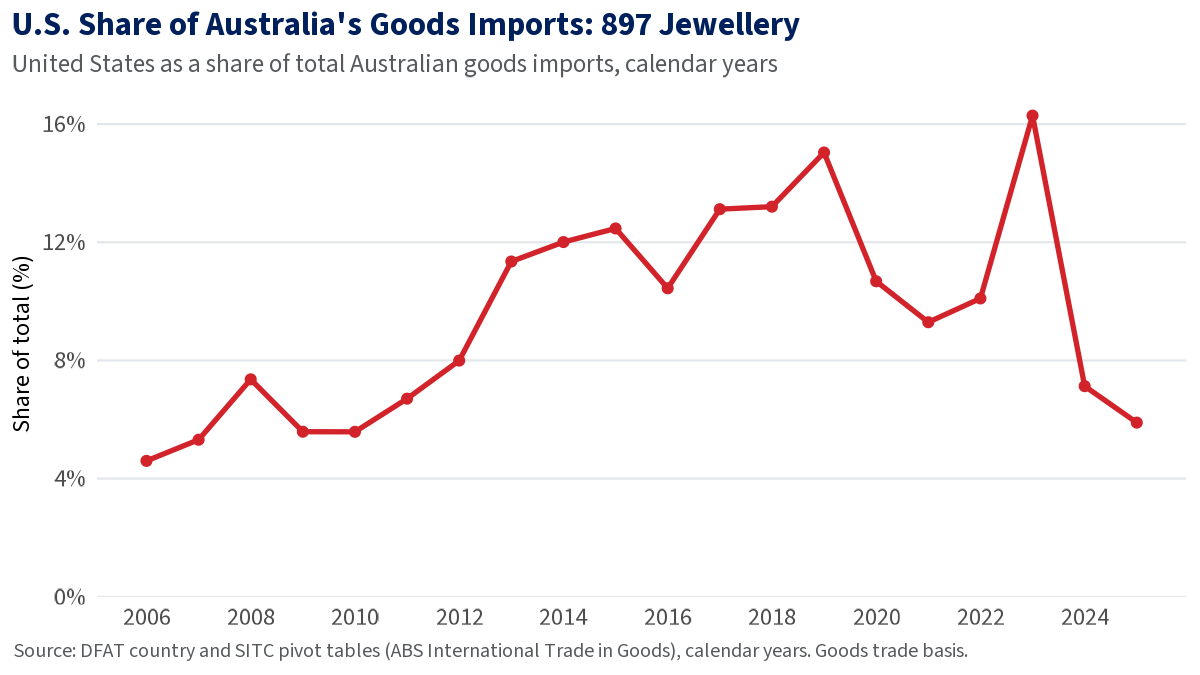 U.S. Share of Australia's Goods Imports: 897 Jewellery
United States as a share of total Australian goods imports, calendar years
Share of total (%)
16%
12%
8%
4%
0%
2006 2008 2010 2012 2014 2016 2018 2020 2022 2024
Source: DFAT country and SITC pivot tables (ABS International Trade in Goods), calendar years. Goods trade basis.